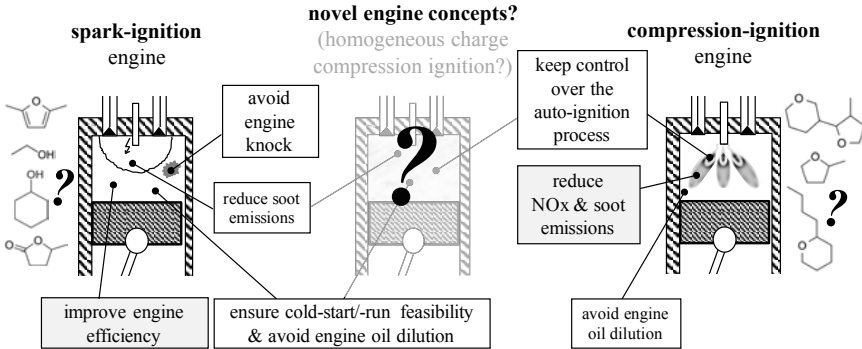 novel engine concepts?
(homogeneous charge
compression ignition?)
spark-ignition
engine
compression-ignition
engine
avoid
engine
knock
keep control
over the
auto-ignition
process
OH
OH
O
O
O
reduce soot
emissions
?
?
reduce
NOx & soot
emissions
?
O
O
O
O
improve engine
efficiency
ensure cold-start/-run feasibility
& avoid engine oil dilution
avoid engine
oil dilution